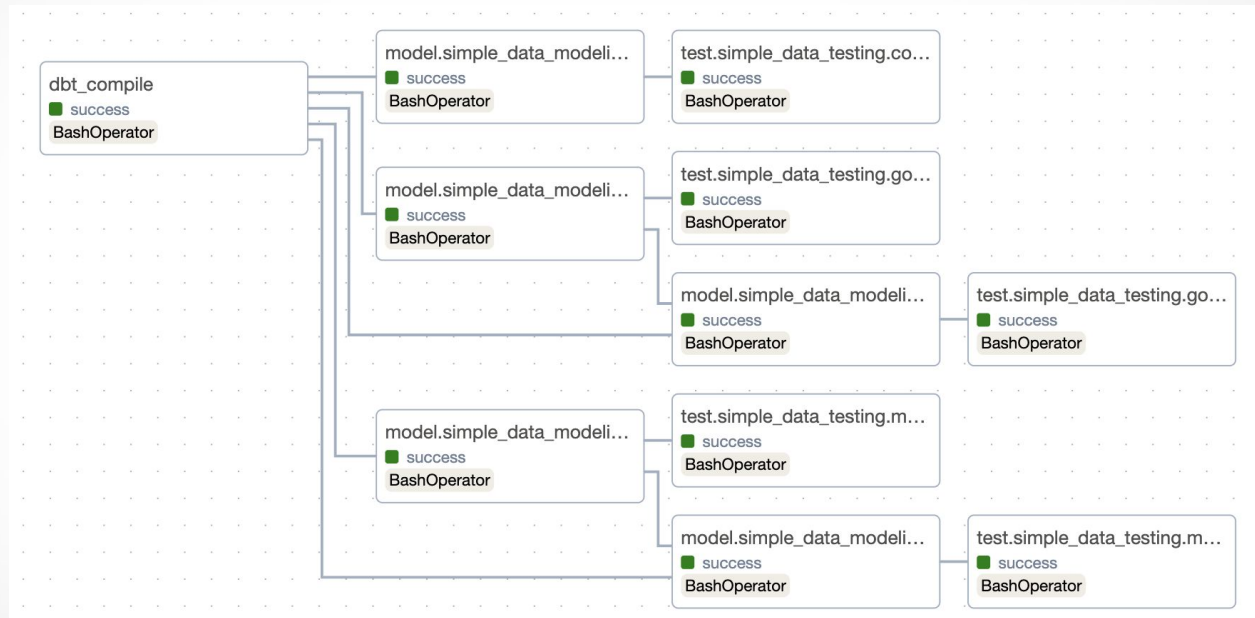 dbt_compile
success
BashOperator
model.simple_data_modeli...
success
BashOperator
test.simple_data_testing.co...
success
BashOperator
model.simple_data_modeli...
success
BashOperator
test.simple_data_testing.go...
success
BashOperator
model.simple_data_modeli...
success
BashOperator
test.simple_data_testing.go...
success
BashOperator
model.simple_data_modeli...
success
BashOperator
test.simple_data_testing.m...
success
BashOperator
model.simple_data_modeli...
success
BashOperator
test.simple_data_testing.m...
success
BashOperator